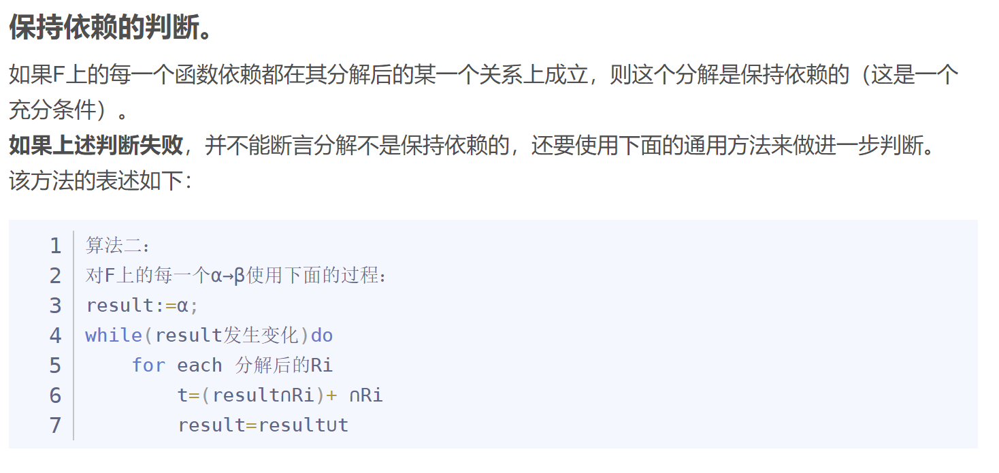 保持依赖的判断。
如果F上的每一个函数依赖都在其分解后的某一个关系上成立，则这个分解是保持依赖的（这是一个
充分条件）。
如果上述判断失败，并不能断言分解不是保持依赖的，还要使用下面的通用方法来做进一步判断。
该方法的表述如下：
1 算法二：
2 对F上的每一个α→β使用下面的过程：
3 result:=α;
4 while(result发生变化)do
5     for each 分解后的Ri
6         t=(result∩Ri)+ ∩Ri
7         result=result∪t